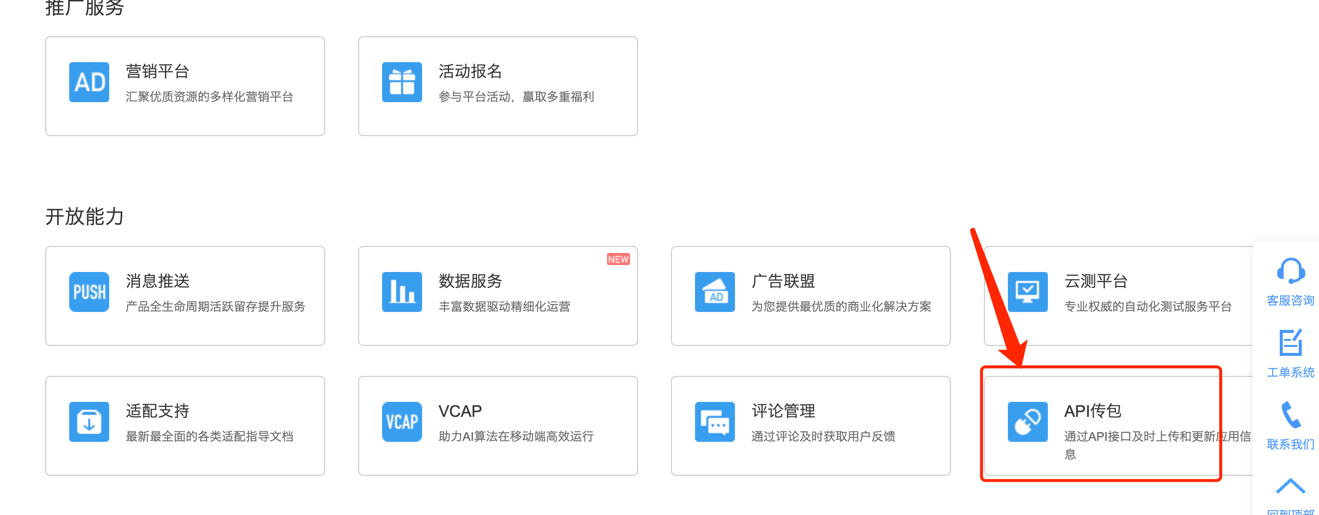 推广服务
AD
营销平台
汇聚优质资源的多样化营销平台
活动报名
参与平台活动，赢取多重福利
开放能力
PUSH
消息推送
产品全生命周期活跃留存提升服务
NEW
数据服务
丰富数据驱动精细化运营
AD
广告联盟
为您提供最优质的商业化解决方案
云测平台
专业权威的自动化测试服务平台
适配支持
最新最全面的各类适配指导文档
VCAP
VCAP
助力AI算法在移动端高效运行
评论管理
通过评论及时获取用户反馈
API传包
通过API接口及时上传和更新应用信
息
客服咨询
工单系统
联系我们
回到顶部